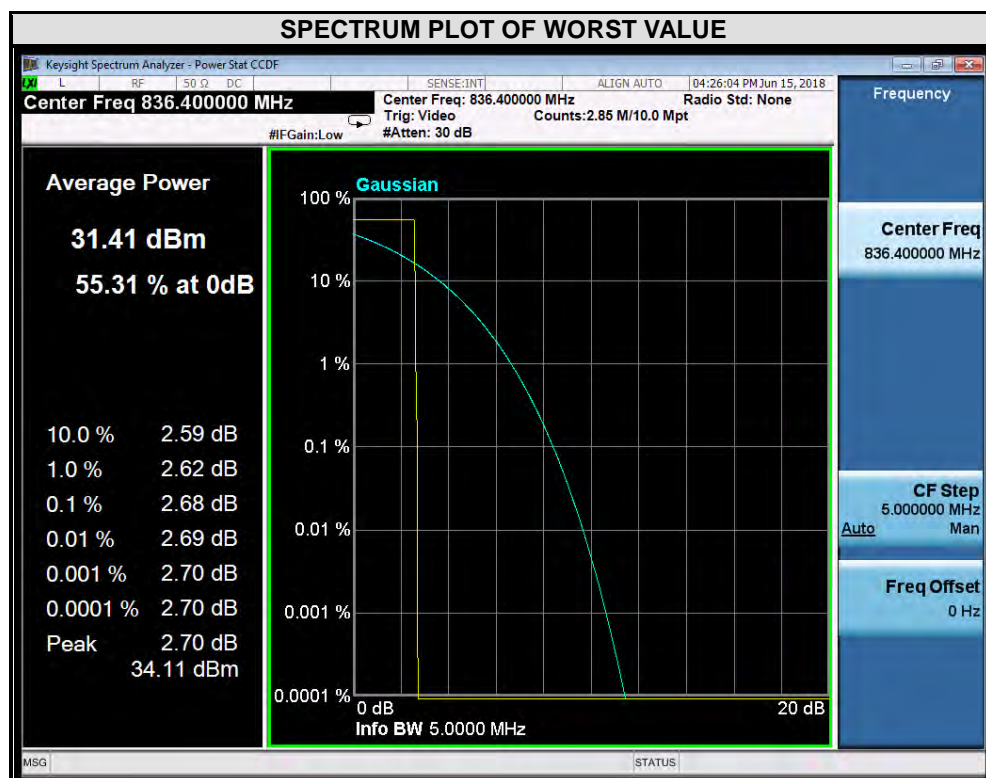 SPECTRUM PLOT OF WORST VALUE
Keysight Spectrum Analyzer - Power Stat CCDF
LXI L RF 50 Ω DC SENSE:INT ALIGN AUTO 04:26:04 PM Jun 15, 2018
Center Freq 836.400000 MHz
Center Freq: 836.400000 MHz Radio Std: None
Trig: Video Counts:2.85 M/10.0 Mpt
#IFGain:Low #Atten: 30 dB
Frequency
Average Power
31.41 dBm
55.31 % at 0dB
10.0 % 2.59 dB
1.0 % 2.62 dB
0.1 % 2.68 dB
0.01 % 2.69 dB
0.001 % 2.70 dB
0.0001 % 2.70 dB
Peak 2.70 dB
34.11 dBm
Gaussian
100 %
10 %
1 %
0.1 %
0.01 %
0.001 %
0.0001 %
0 dB 20 dB
Info BW 5.0000 MHz
Center Freq
836.400000 MHz
CF Step
5.000000 MHz
Auto Man
Freq Offset
0 Hz
MSG STATUS